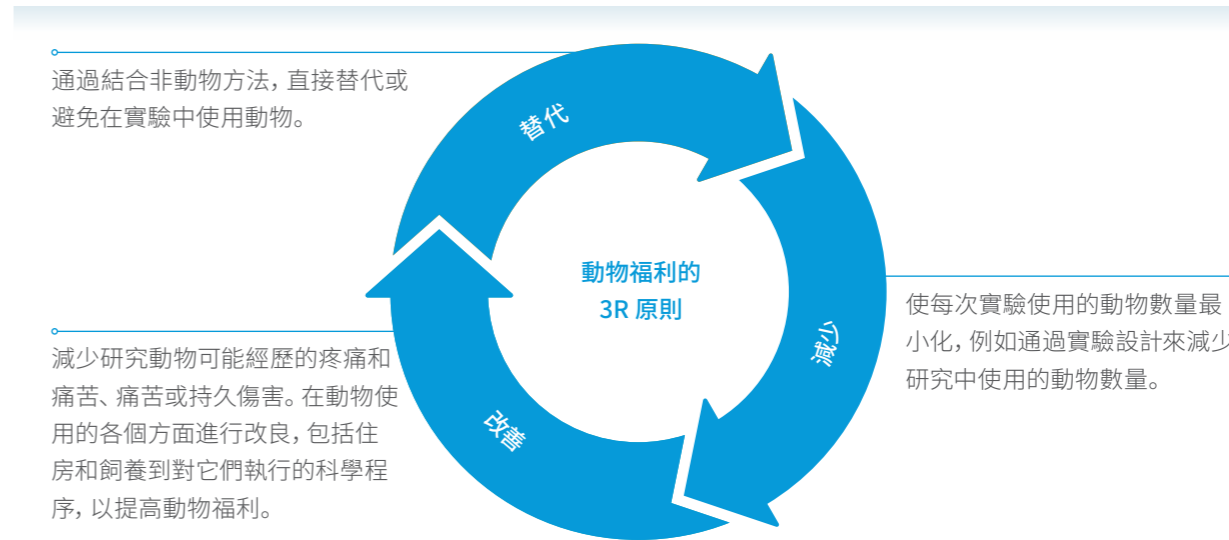 通過結合非動物方法，直接替代或
避免在實驗中使用動物。
替代
動物福利的
3R 原則
減少
使每次實驗使用的動物數量最
小化，例如通過實驗設計來減少
研究中使用的動物數量。
減少研究動物可能經歷的疼痛和
痛苦、痛苦或持久傷害。在動物使
用的各個方面進行改良，包括住
房和飼養到對它們執行的科學程
序，以提高動物福利。
改善